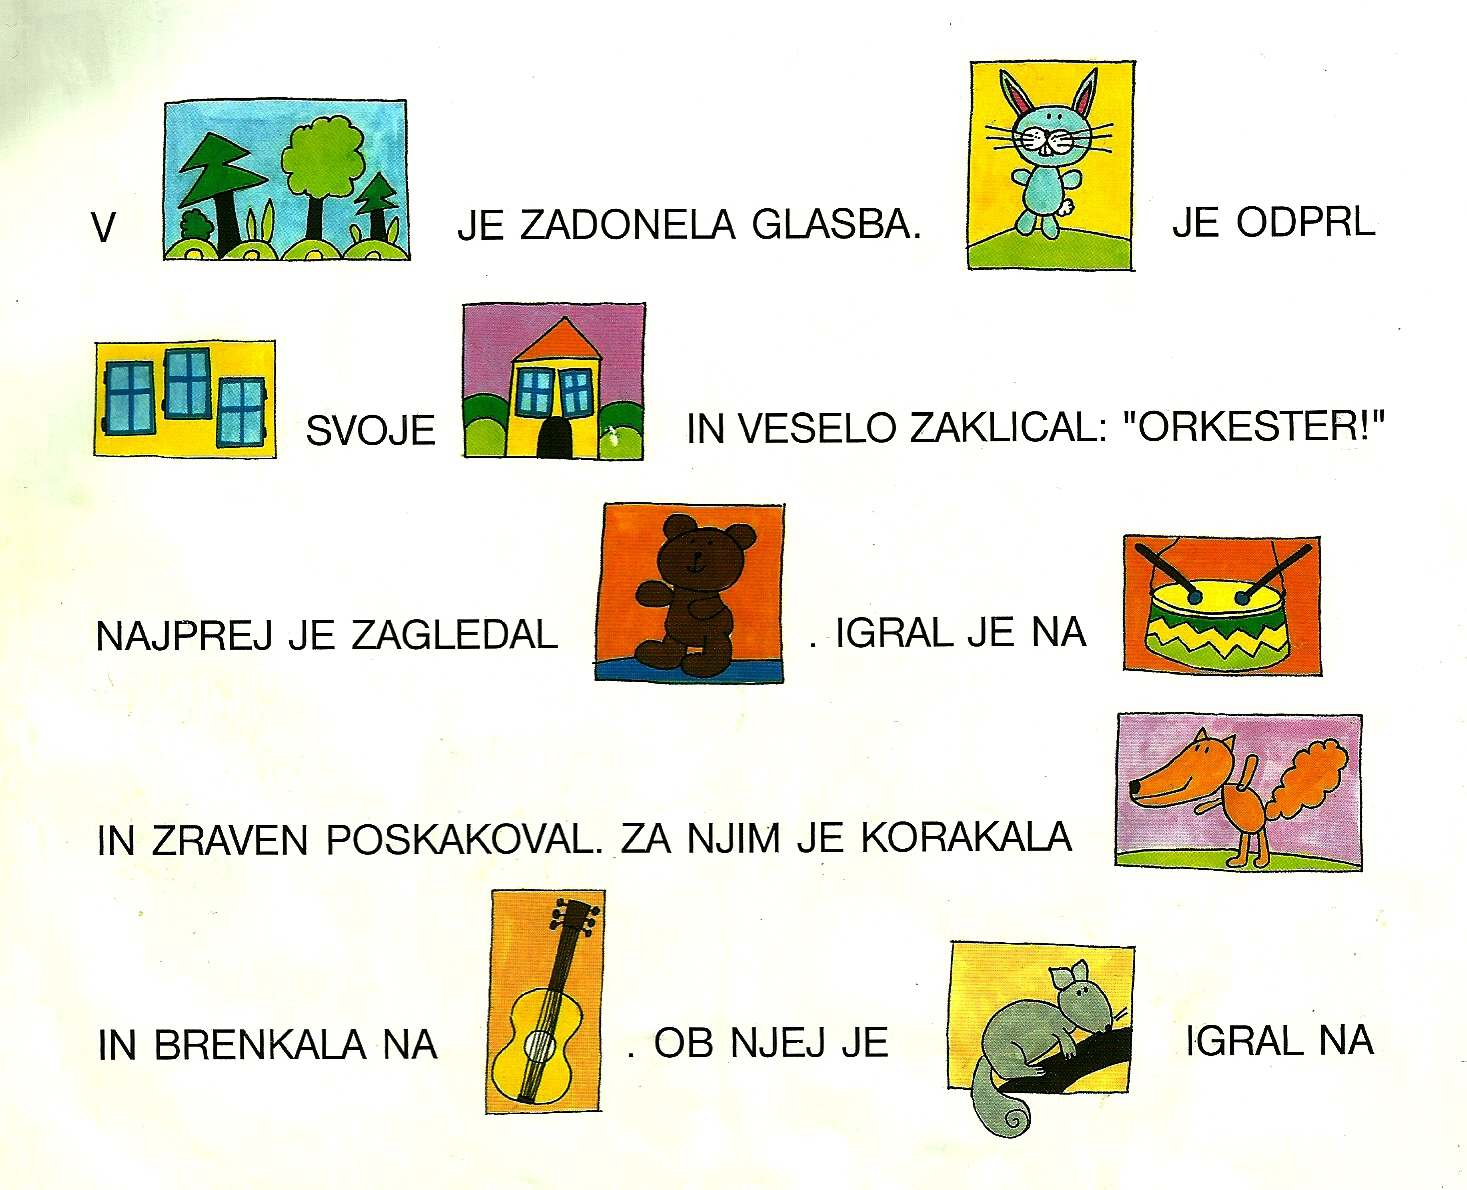 V JE ZADONELA GLASBA. JE ODPRL
SVOJE IN VESELO ZAKLICAL: "ORKESTER!"
NAJPREJ JE ZAGLEDAL . IGRAL JE NA
IN ZRAVEN POSKAKOVAL. ZA NJIM JE KORAKALA
IN BRENKALA NA . OB NJEJ JE IGRAL NA